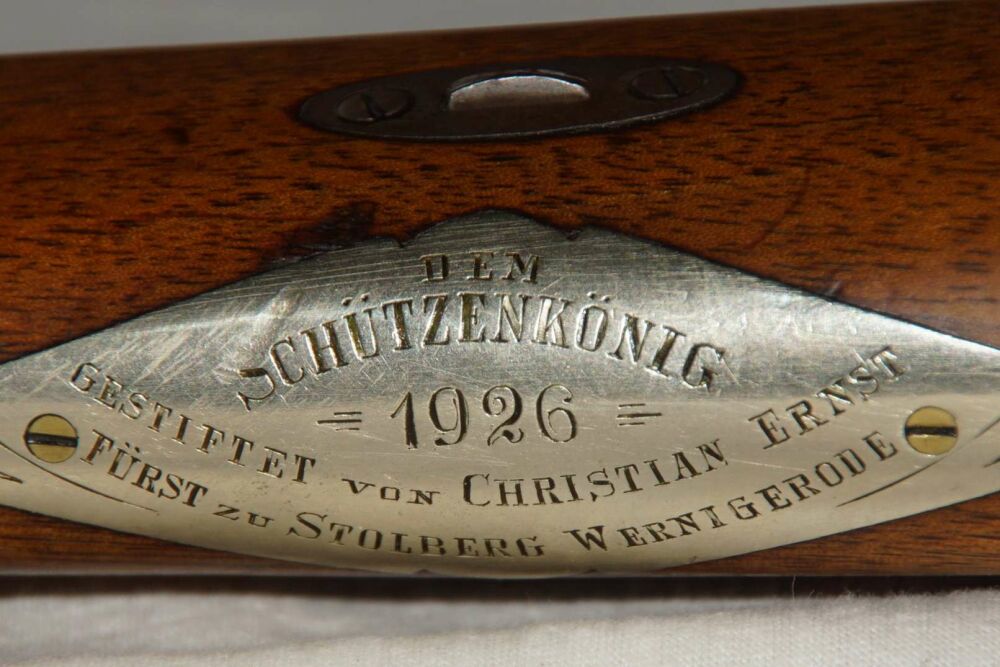 DEM
SCHÜTZENKÖNIG
= 1926 =
GESTIFTET VON CHRISTIAN ERNST
FÜRST ZU STOLBERG WERNIGERODE